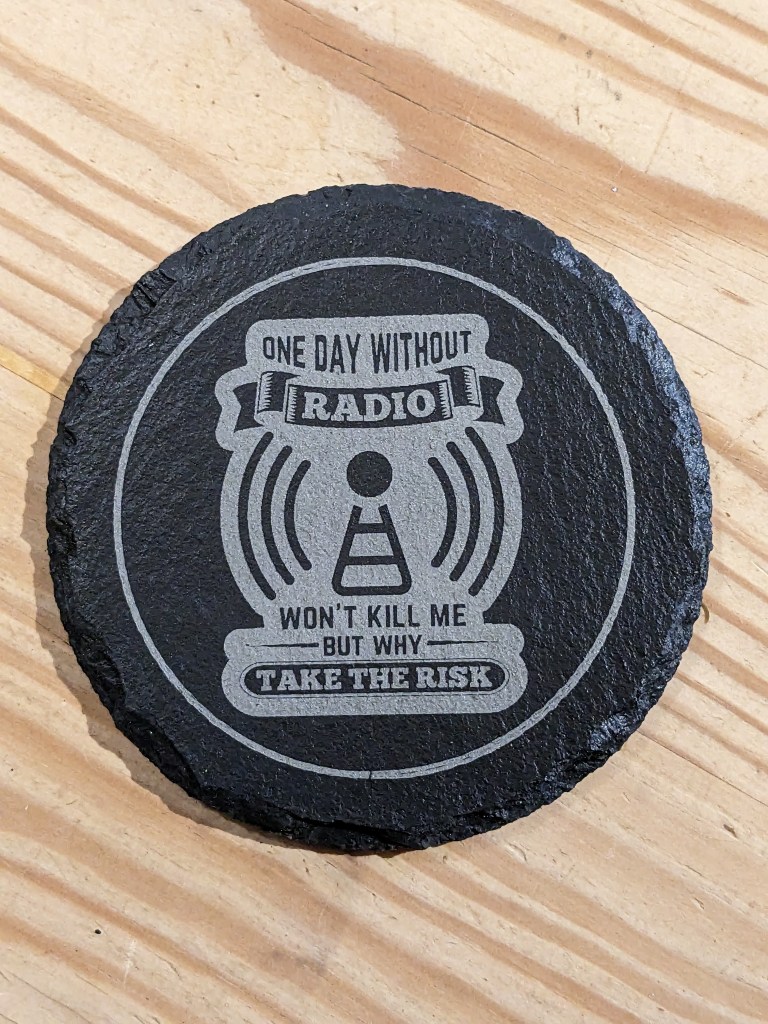 ONE DAY WITHOUT
RADIO
WON'T KILL ME
BUT WHY
TAKE THE RISK